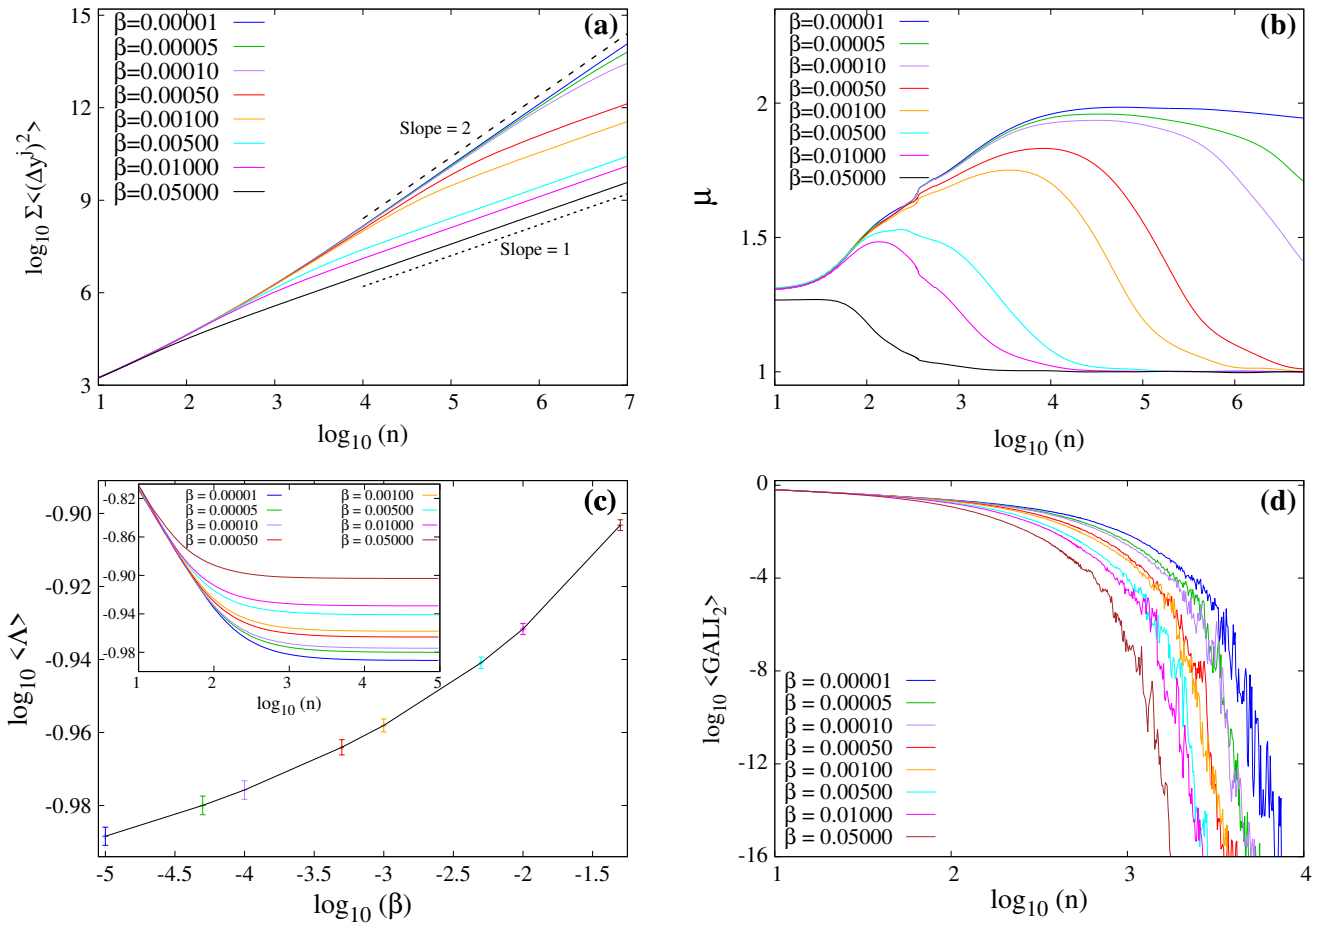 (a)
15
12
9
6
3
log10 Σ<(Δy^j)^2>
β=0.00001
β=0.00005
β=0.00010
β=0.00050
β=0.00100
β=0.00500
β=0.01000
β=0.05000
Slope = 2
Slope = 1
1 2 3 4 5 6 7
log10 (n)
(b)
2
1.5
1
μ
β=0.00001
β=0.00005
β=0.00010
β=0.00050
β=0.00100
β=0.00500
β=0.01000
β=0.05000
1 2 3 4 5 6
log10 (n)
(c)
-0.90
-0.92
-0.94
-0.96
-0.98
log10 <Λ>
-0.82
-0.86
-0.90
-0.94
-0.98
β = 0.00001 β = 0.00100
β = 0.00005 β = 0.00500
β = 0.00010 β = 0.01000
β = 0.00050 β = 0.05000
1 2 3 4 5
log10 (n)
-5 -4.5 -4 -3.5 -3 -2.5 -2 -1.5
log10 (β)
(d)
0
-4
-8
-12
-16
log10 <GALI2>
β = 0.00001
β = 0.00005
β = 0.00010
β = 0.00050
β = 0.00100
β = 0.00500
β = 0.01000
β = 0.05000
1 2 3 4
log10 (n)